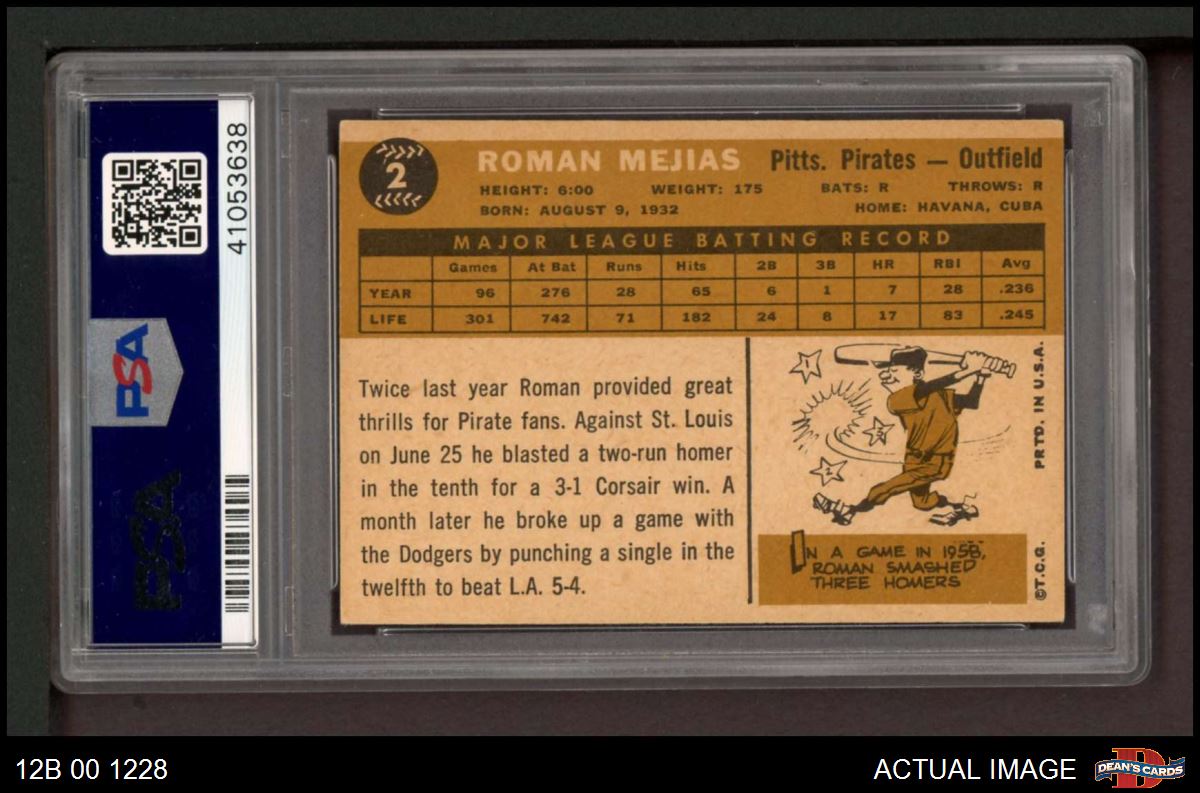 41053638
PSA
PSA
2
ROMAN MEJIAS Pitts. Pirates — Outfield
HEIGHT: 6:00 WEIGHT: 175 BATS: R THROWS: R
BORN: AUGUST 9, 1932 HOME: HAVANA, CUBA
MAJOR LEAGUE BATTING RECORD
Games At Bat Runs Hits 2B 3B HR RBI Avg
YEAR 96 276 28 65 6 1 7 28 .236
LIFE 301 742 71 182 24 8 17 83 .245
Twice last year Roman provided great
thrills for Pirate fans. Against St. Louis
on June 25 he blasted a two-run homer
in the tenth for a 3-1 Corsair win. A
month later he broke up a game with
the Dodgers by punching a single in the
twelfth to beat L.A. 5-4.
1
3
2
IN A GAME IN 1958,
ROMAN SMASHED
THREE HOMERS
©T.C.G. PRTD. IN U.S.A.
12B 00 1228
ACTUAL IMAGE
DEAN'S CARDS